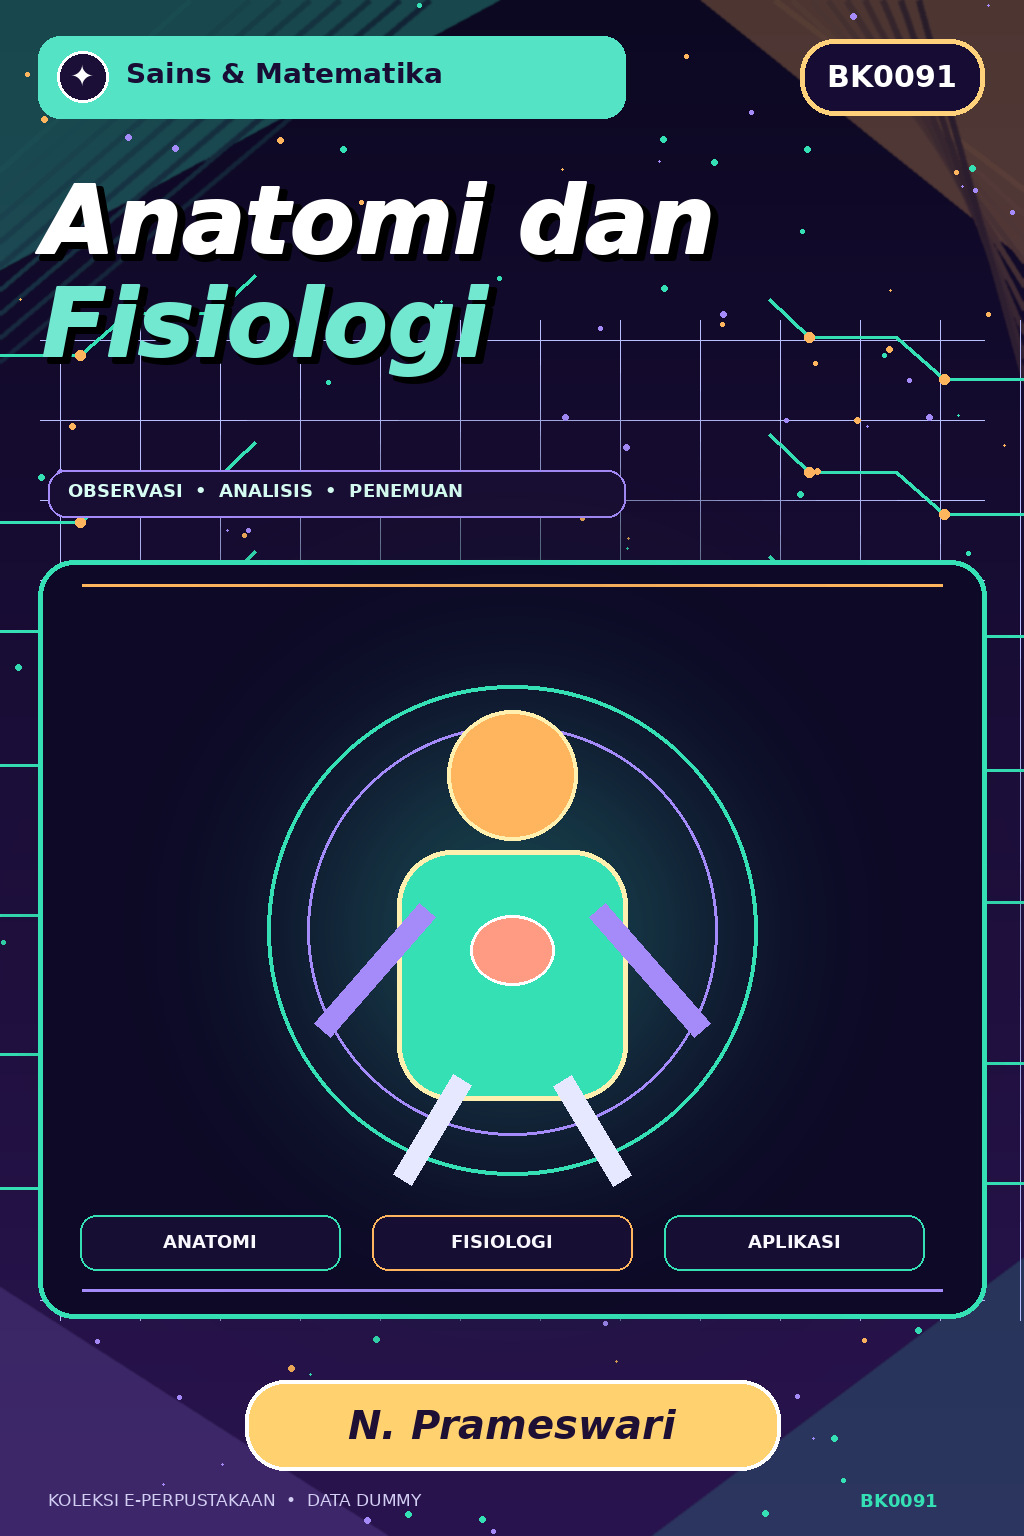 ✦ Sains & Matematika
BK0091
Anatomi dan
Fisiologi
OBSERVASI • ANALISIS • PENEMUAN
ANATOMI
FISIOLOGI
APLIKASI
N. Prameswari
KOLEKSI E-PERPUSTAKAAN • DATA DUMMY
BK0091